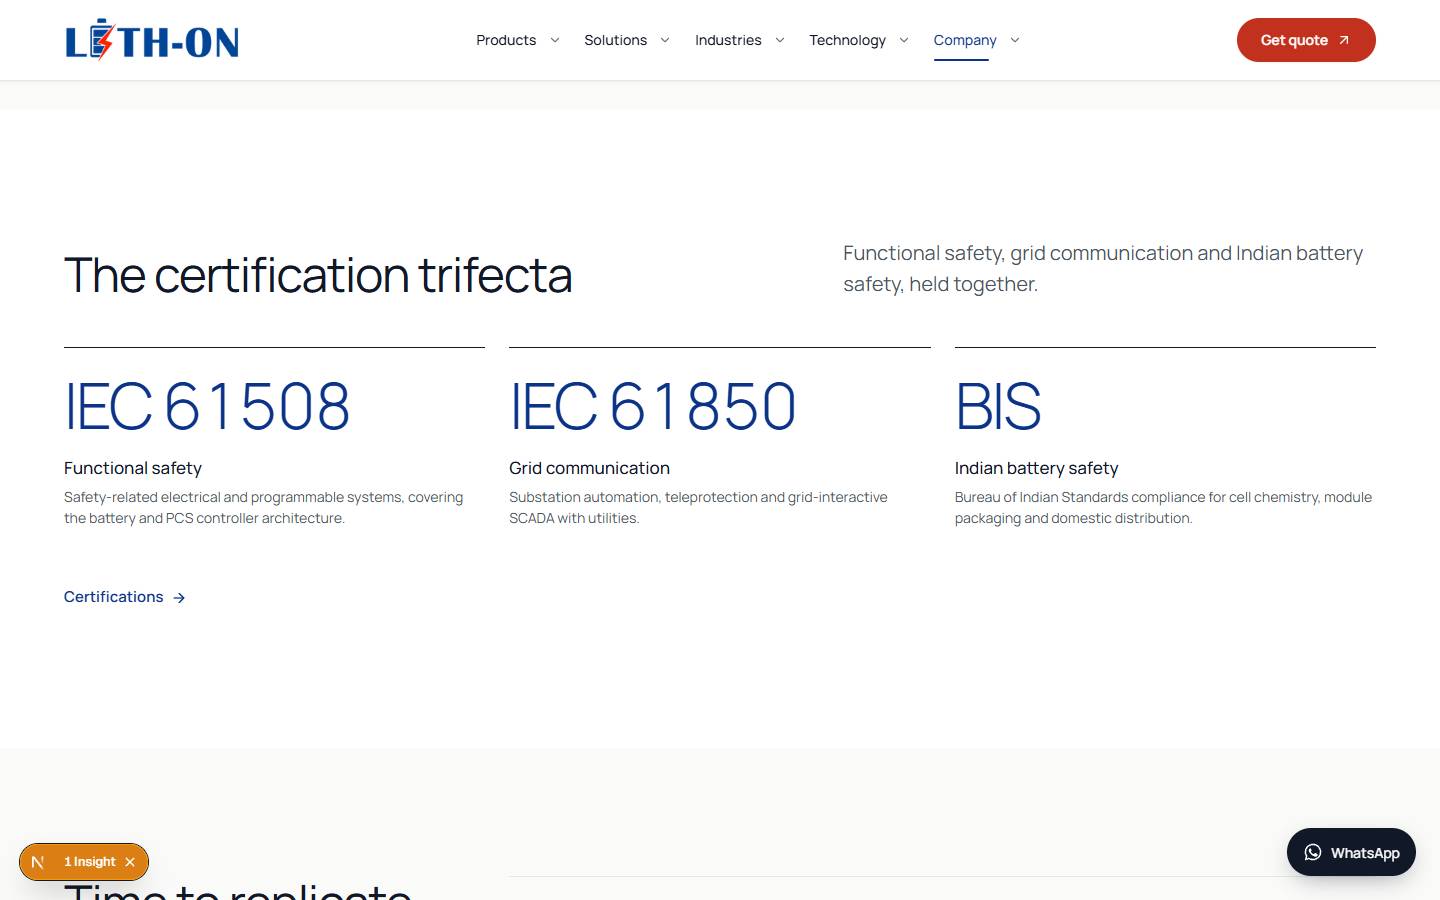 LITH-ON
Products
Solutions
Industries
Technology
Company
Get quote
The certification trifecta
Functional safety, grid communication and Indian battery
safety, held together.
IEC 61508
Functional safety
Safety-related electrical and programmable systems, covering
the battery and PCS controller architecture.
IEC 61850
Grid communication
Substation automation, teleprotection and grid-interactive
SCADA with utilities.
BIS
Indian battery safety
Bureau of Indian Standards compliance for cell chemistry, module
packaging and domestic distribution.
Certifications
Time to replicate
N
1 Insight
WhatsApp